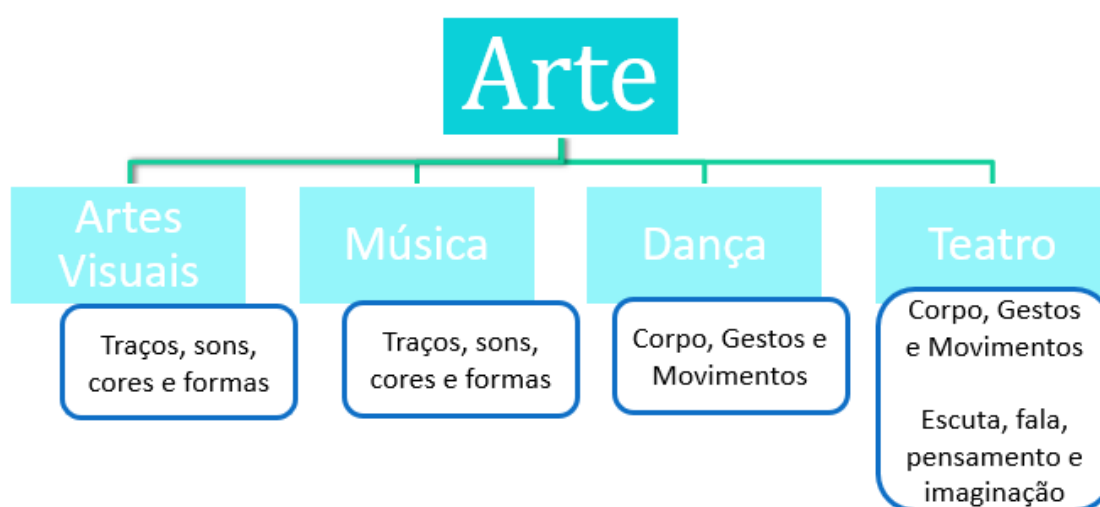 Arte
Artes
Visuais
Música
Dança
Teatro
Traços, sons,
cores e formas
Traços, sons,
cores e formas
Corpo, Gestos e
Movimentos
Corpo, Gestos
e Movimentos
Escuta, fala,
pensamento e
imaginação